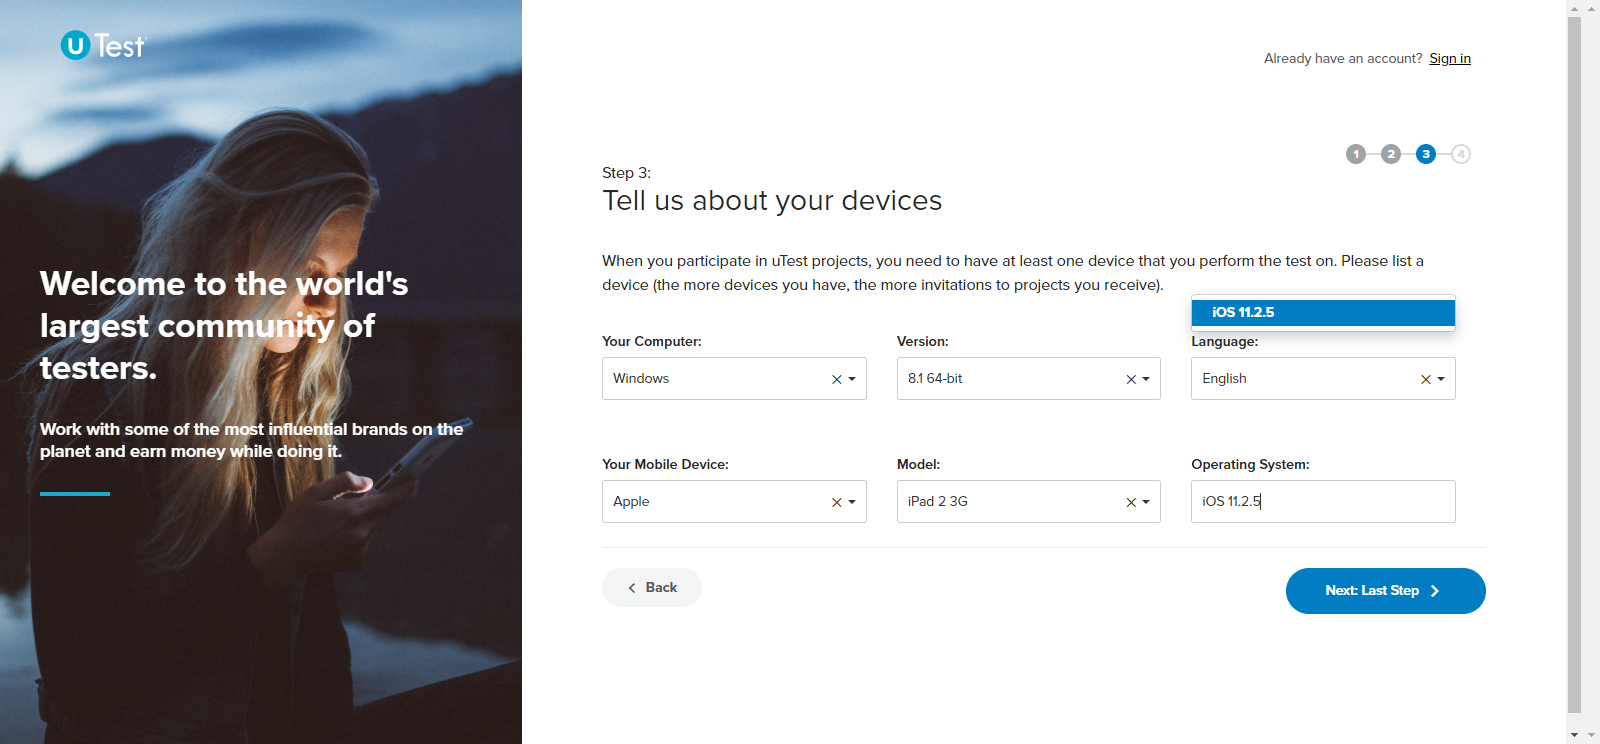 uTest
Already have an account? Sign in
1 2 3 4
Step 3:
Tell us about your devices
When you participate in uTest projects, you need to have at least one device that you perform the test on. Please list a
device (the more devices you have, the more invitations to projects you receive).
Welcome to the world's
largest community of
testers.
Work with some of the most influential brands on the
planet and earn money while doing it.
iOS 11.2.5
Your Computer: Version: Language:
Windows 8.1 64-bit English
Your Mobile Device: Model: Operating System:
Apple iPad 2 3G iOS 11.2.5
Back Next: Last Step